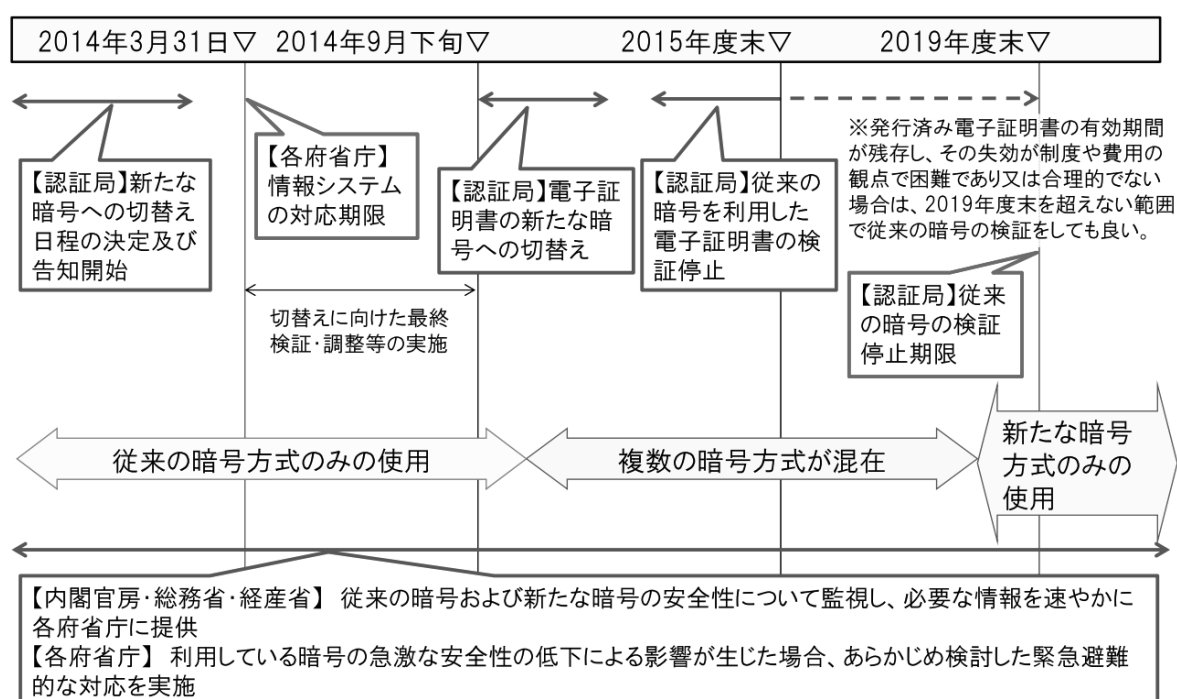 2014年3月31日▽ 2014年9月下旬▽ 2015年度末▽ 2019年度末▽
【認証局】新たな
暗号への切替え
日程の決定及び
告知開始
【各府省庁】
情報システム
の対応期限
【認証局】電子証
明書の新たな暗
号への切替え
【認証局】従来の
暗号を利用した
電子証明書の検
証停止
※発行済み電子証明書の有効期間
が残存し、その失効が制度や費用の
観点で困難であり又は合理的でない
場合は、2019年度末を超えない範囲
で従来の暗号の検証をしても良い。
【認証局】従来
の暗号の検証
停止期限
切替えに向けた最終
検証・調整等の実施
従来の暗号方式のみの使用
複数の暗号方式が混在
新たな暗号
方式のみの
使用
【内閣官房・総務省・経産省】 従来の暗号および新たな暗号の安全性について監視し、必要な情報を速やかに
各府省庁に提供
【各府省庁】 利用している暗号の急激な安全性の低下による影響が生じた場合、あらかじめ検討した緊急避難
的な対応を実施